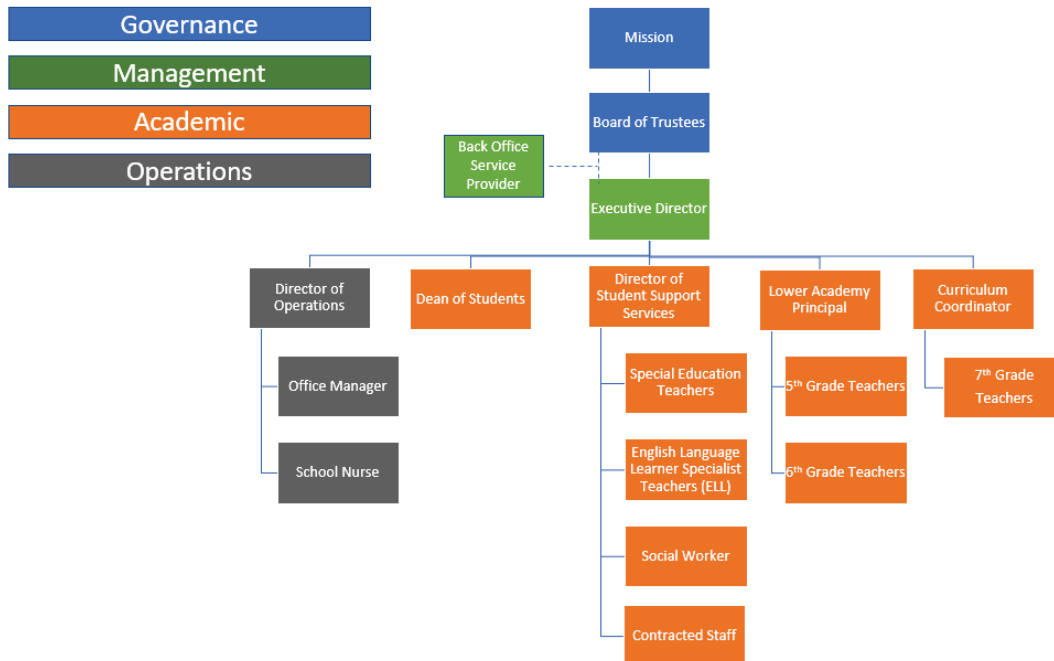 Governance
Management
Academic
Operations
Mission
Board of Trustees
Back Office
Service
Provider
Executive Director
Director of
Operations
Dean of Students
Director of
Student Support
Services
Lower Academy
Principal
Curriculum
Coordinator
Office Manager
School Nurse
Special Education
Teachers
English Language
Learner Specialist
Teachers (ELL)
Social Worker
Contracted Staff
5th Grade Teachers
6th Grade Teachers
7th Grade
Teachers